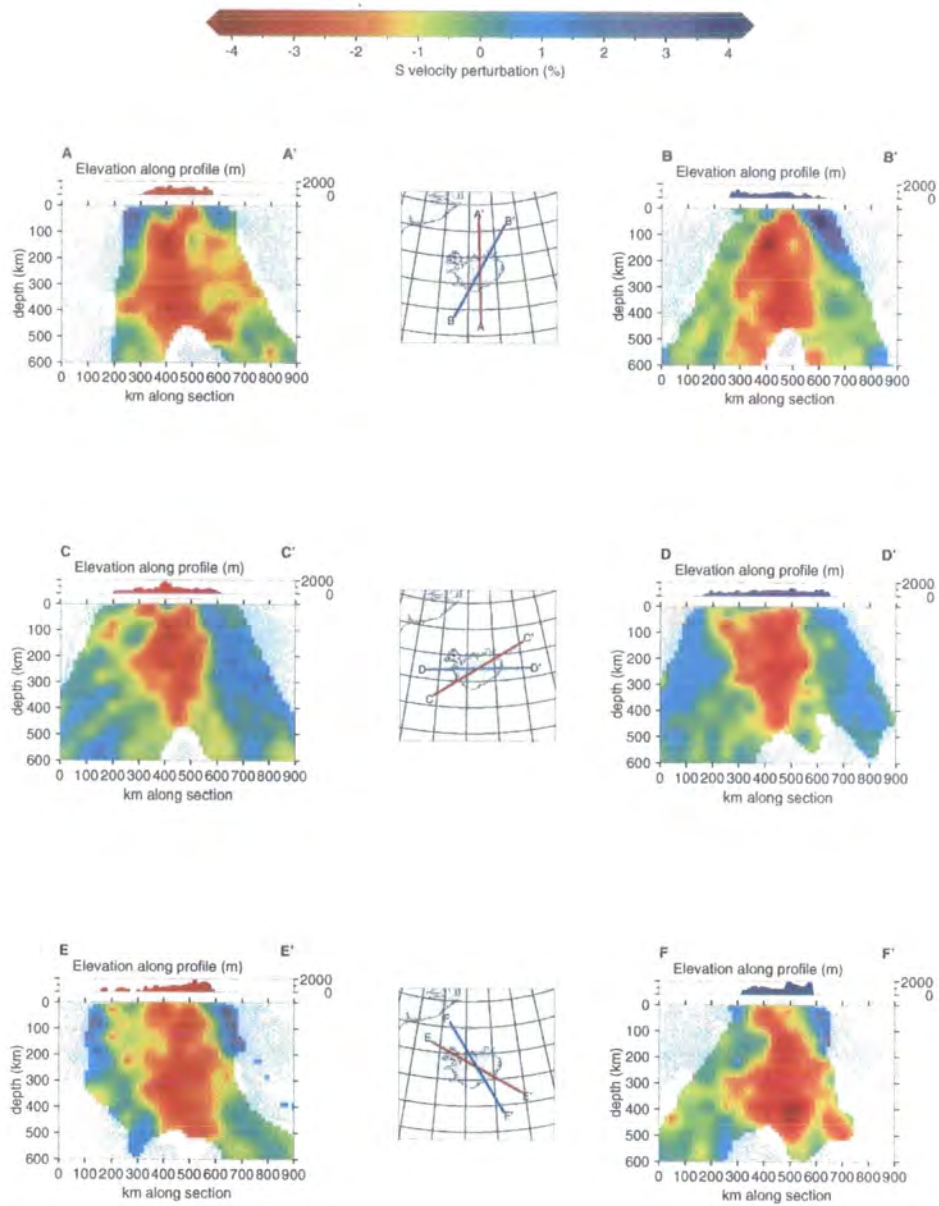 -4 -3 -2 -1 0 1 2 3 4
S velocity perturbation (%)
A A'
Elevation along profile (m)
2000
0
0
100
200
300
400
500
600
depth (km)
0 100 200 300 400 500 600 700 800 900
km along section
A'
B'
B
A
B B'
Elevation along profile (m)
2000
0
0
100
200
300
400
500
600
depth (km)
0 100 200 300 400 500 600 700 800 900
km along section
C C'
Elevation along profile (m)
2000
0
0
100
200
300
400
500
600
depth (km)
0 100 200 300 400 500 600 700 800 900
km along section
C'
D
D'
C
D D'
Elevation along profile (m)
2000
0
0
100
200
300
400
500
600
depth (km)
0 100 200 300 400 500 600 700 800 900
km along section
E E'
Elevation along profile (m)
2000
0
0
100
200
300
400
500
600
depth (km)
0 100 200 300 400 500 600 700 800 900
km along section
F
E
E'
F'
F F'
Elevation along profile (m)
2000
0
0
100
200
300
400
500
600
depth (km)
0 100 200 300 400 500 600 700 800 900
km along section